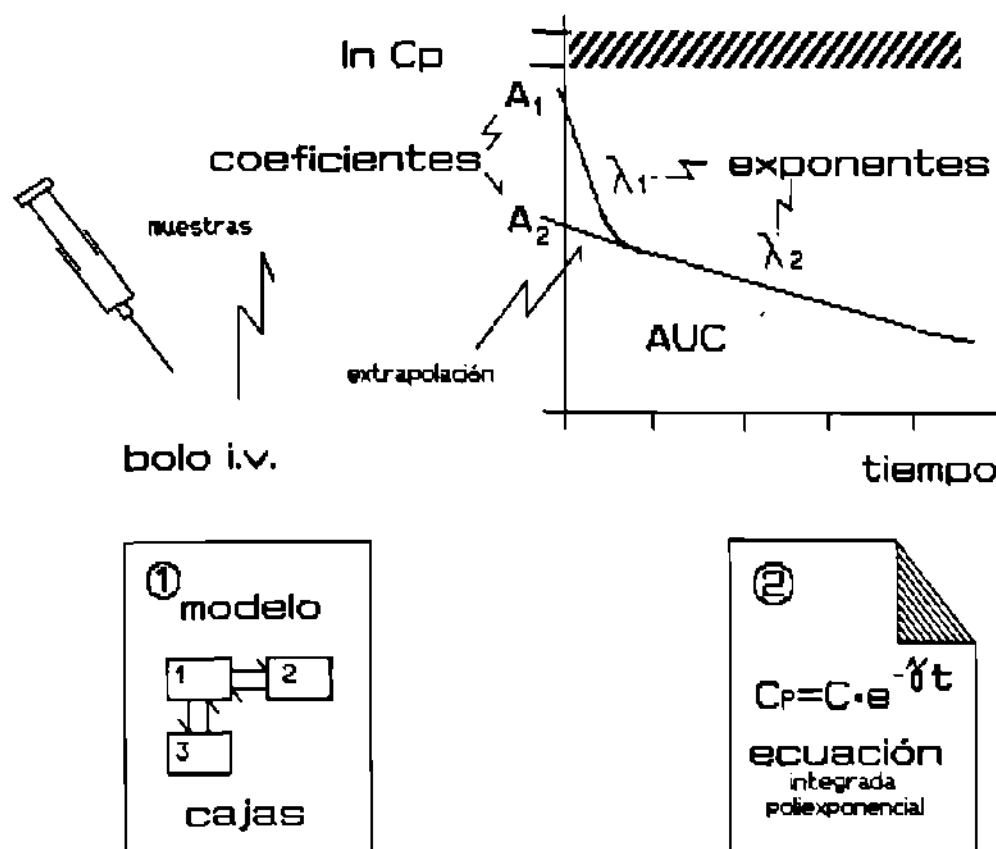 ln Cp
A1
coeficientes
λ1
exponentes
muestras
A2
λ2
AUC
extrapolación
bolo i.v.
tiempo
1
modelo
1
2
3
cajas
2
Cp=C·e-γt
ecuación
integrada
poliexponencial